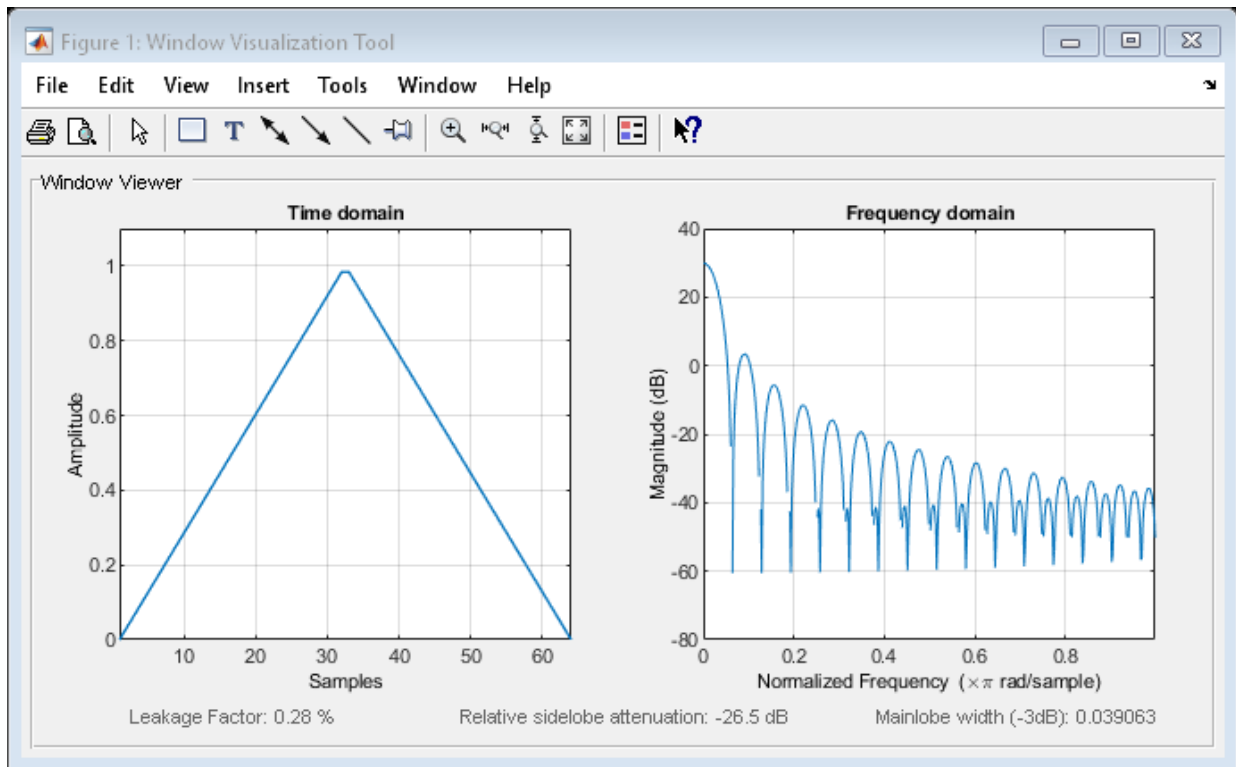 Figure 1: Window Visualization Tool
File Edit View Insert Tools Window Help
T
Window Viewer
Time domain
Amplitude
1
0.8
0.6
0.4
0.2
0
10 20 30 40 50 60
Samples
Frequency domain
Magnitude (dB)
40
20
0
-20
-40
-60
-80
0 0.2 0.4 0.6 0.8
Normalized Frequency (×π rad/sample)
Leakage Factor: 0.28 % Relative sidelobe attenuation: -26.5 dB Mainlobe width (-3dB): 0.039063